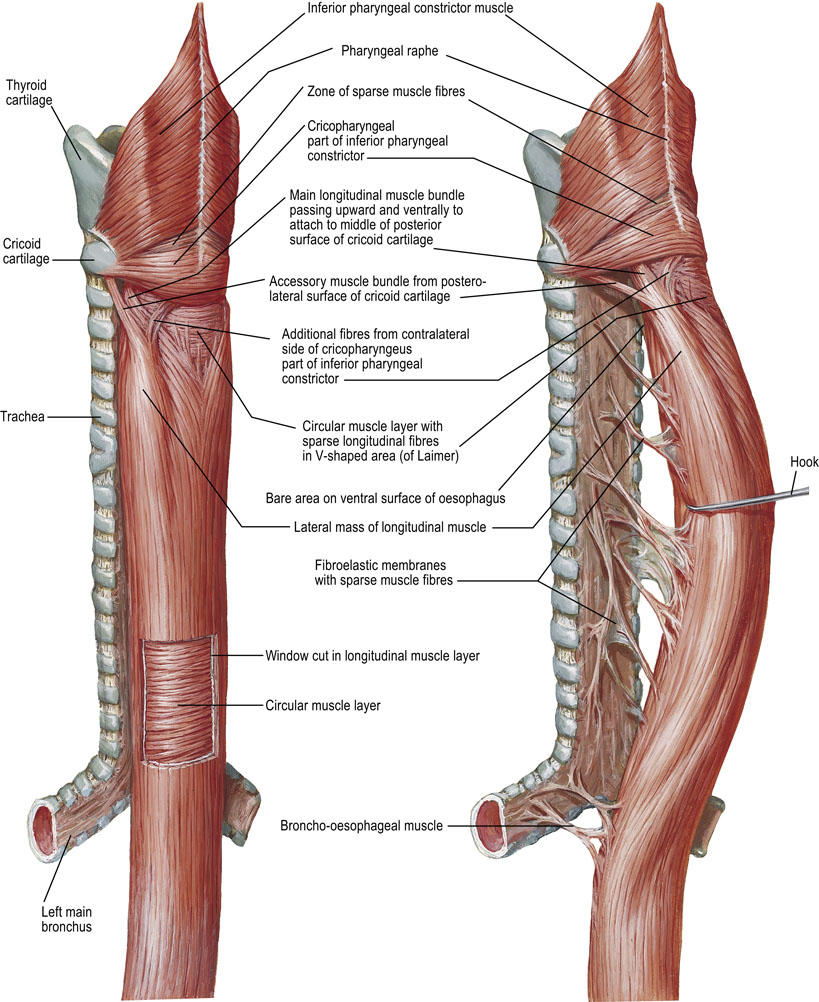 Inferior pharyngeal constrictor muscle
Pharyngeal raphe
Thyroid
cartilage
Zone of sparse muscle fibres
Cricopharyngeal
part of inferior pharyngeal
constrictor
Main longitudinal muscle bundle
passing upward and ventrally to
attach to middle of posterior
surface of cricoid cartilage
Cricoid
cartilage
Accessory muscle bundle from postero-
lateral surface of cricoid cartilage
Additional fibres from contralateral
side of cricopharyngeus
part of inferior pharyngeal
constrictor
Trachea
Circular muscle layer with
sparse longitudinal fibres
in V-shaped area (of Laimer)
Hook
Bare area on ventral surface of oesophagus
Lateral mass of longitudinal muscle
Fibroelastic membranes
with sparse muscle fibres
Window cut in longitudinal muscle layer
Circular muscle layer
Broncho-oesophageal muscle
Left main
bronchus